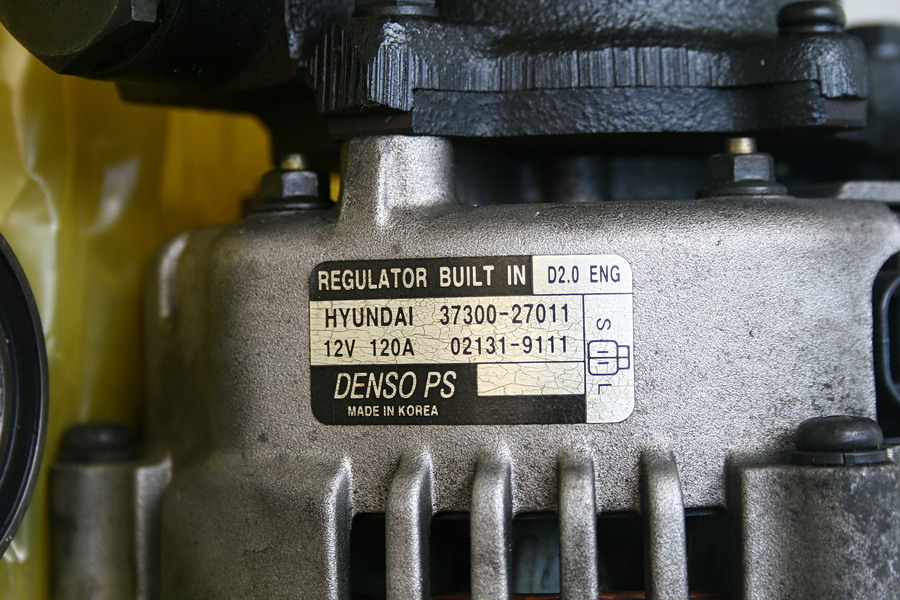 REGULATOR BUILT IN D2.0 ENG
HYUNDAI 37300-27011
12V 120A 02131-9111
DENSO PS
MADE IN KOREA
S
L